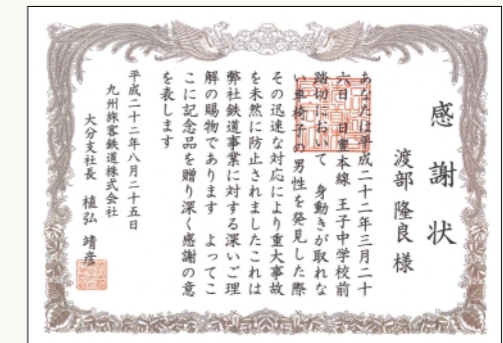 感謝状
渡部 隆良 様
あなたは平成二十二年三月二十
六日 日豊本線 王子中学校前
踏切において 身動きが取れな
い車椅子の男性を発見した際
その迅速な対応により重大事故
を未然に防止されましたこれは
弊社鉄道事業に対する深いご理
解の賜物であります よってこ
こに記念品を贈り深く感謝の意
を表します
平成二十二年八月二十五日
九州旅客鉄道株式会社
大分支社長 植弘 靖彦